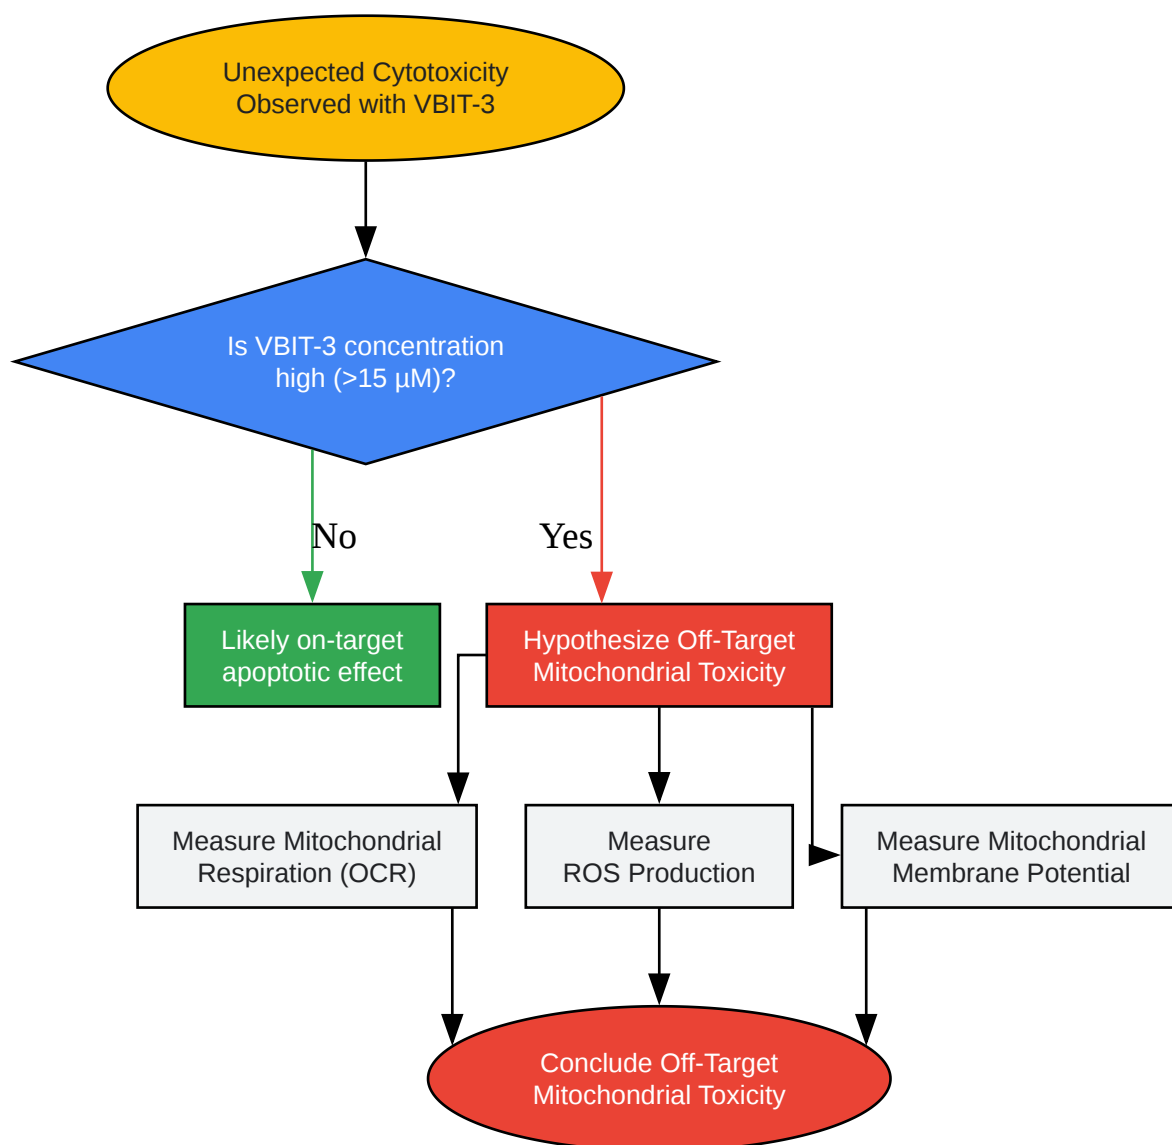 Unexpected Cytotoxicity
Observed with VBIT-3
Is VBIT-3 concentration
high (>15 µM)?
No
Yes
Likely on-target
apoptotic effect
Hypothesize Off-Target
Mitochondrial Toxicity
Measure Mitochondrial
Respiration (OCR)
Measure
ROS Production
Measure Mitochondrial
Membrane Potential
Conclude Off-Target
Mitochondrial Toxicity